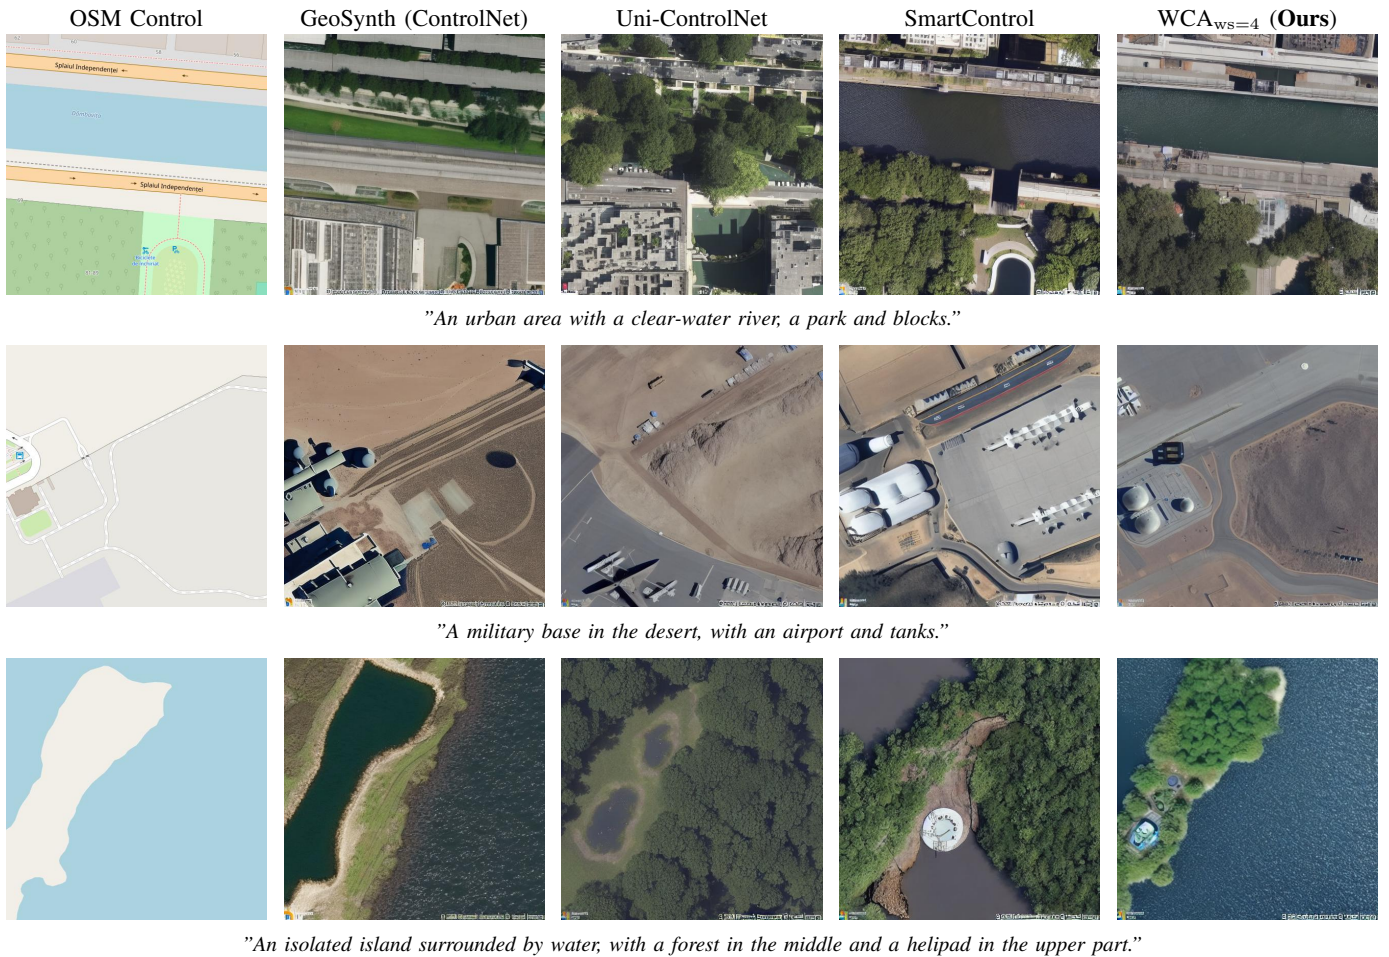 OSM Control
GeoSynth (ControlNet)
Uni-ControlNet
SmartControl
WCAws=4 (Ours)
Splaiul Independenței
Dâmbovița
Splaiul Independenței
”An urban area with a clear-water river, a park and blocks.”
”A military base in the desert, with an airport and tanks.”
”An isolated island surrounded by water, with a forest in the middle and a helipad in the upper part.”